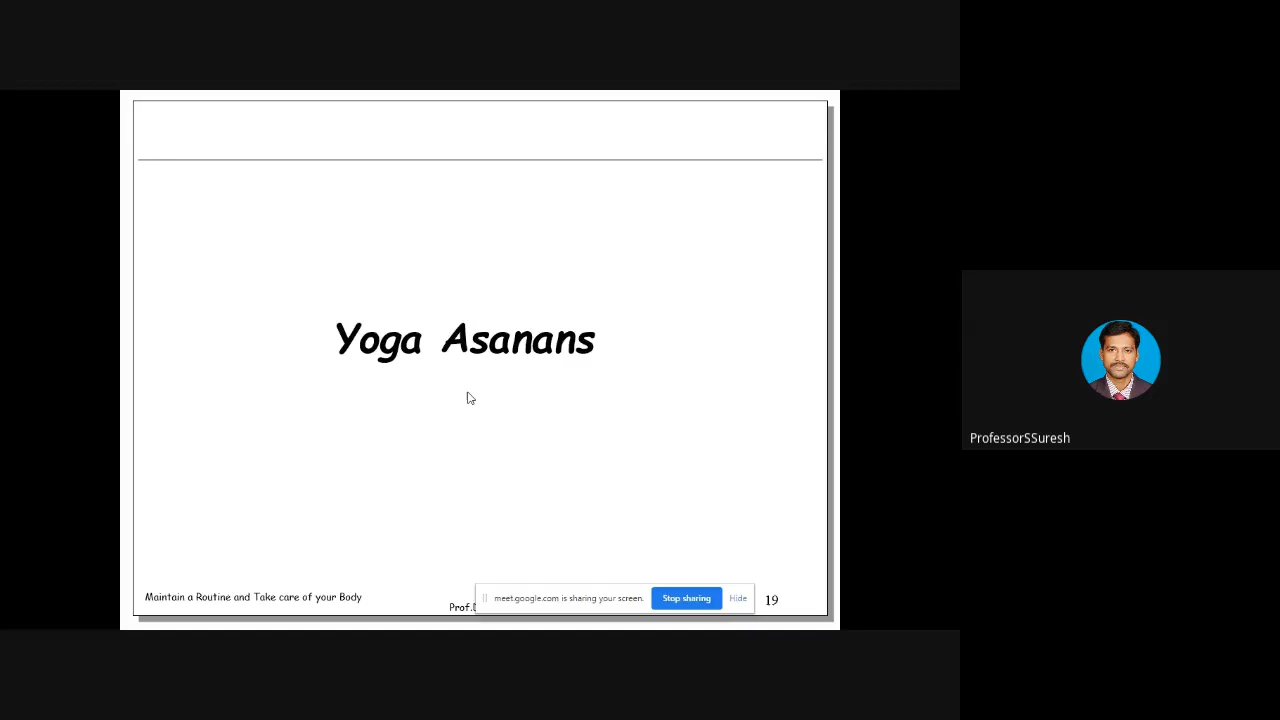 Yoga Asanans
ProfessorSSuresh
Maintain a Routine and Take care of your Body
meet.google.com is sharing your screen.
Stop sharing
Hide
19